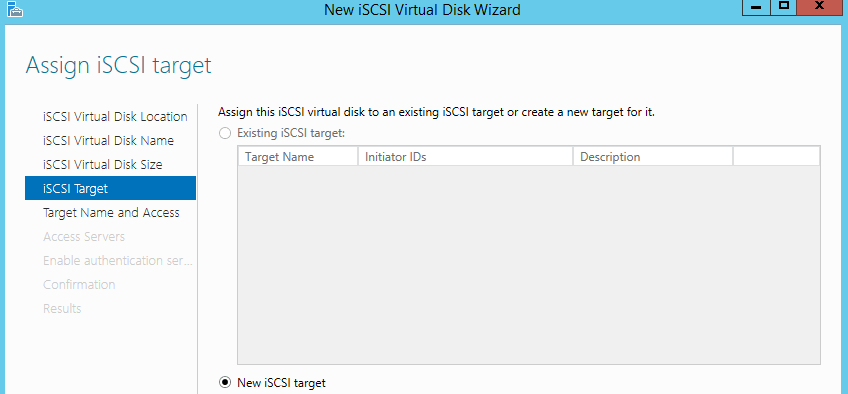 New iSCSI Virtual Disk Wizard
Assign iSCSI target
iSCSI Virtual Disk Location
iSCSI Virtual Disk Name
iSCSI Virtual Disk Size
iSCSI Target
Target Name and Access
Access Servers
Enable authentication ser...
Confirmation
Results
Assign this iSCSI virtual disk to an existing iSCSI target or create a new target for it.
Existing iSCSI target:
Target Name Initiator IDs Description
New iSCSI target